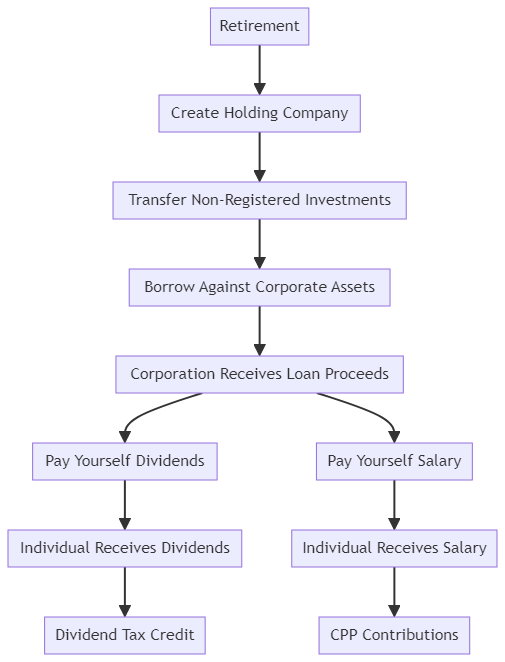 Retirement
Create Holding Company
Transfer Non-Registered Investments
Borrow Against Corporate Assets
Corporation Receives Loan Proceeds
Pay Yourself Dividends
Pay Yourself Salary
Individual Receives Dividends
Individual Receives Salary
Dividend Tax Credit
CPP Contributions